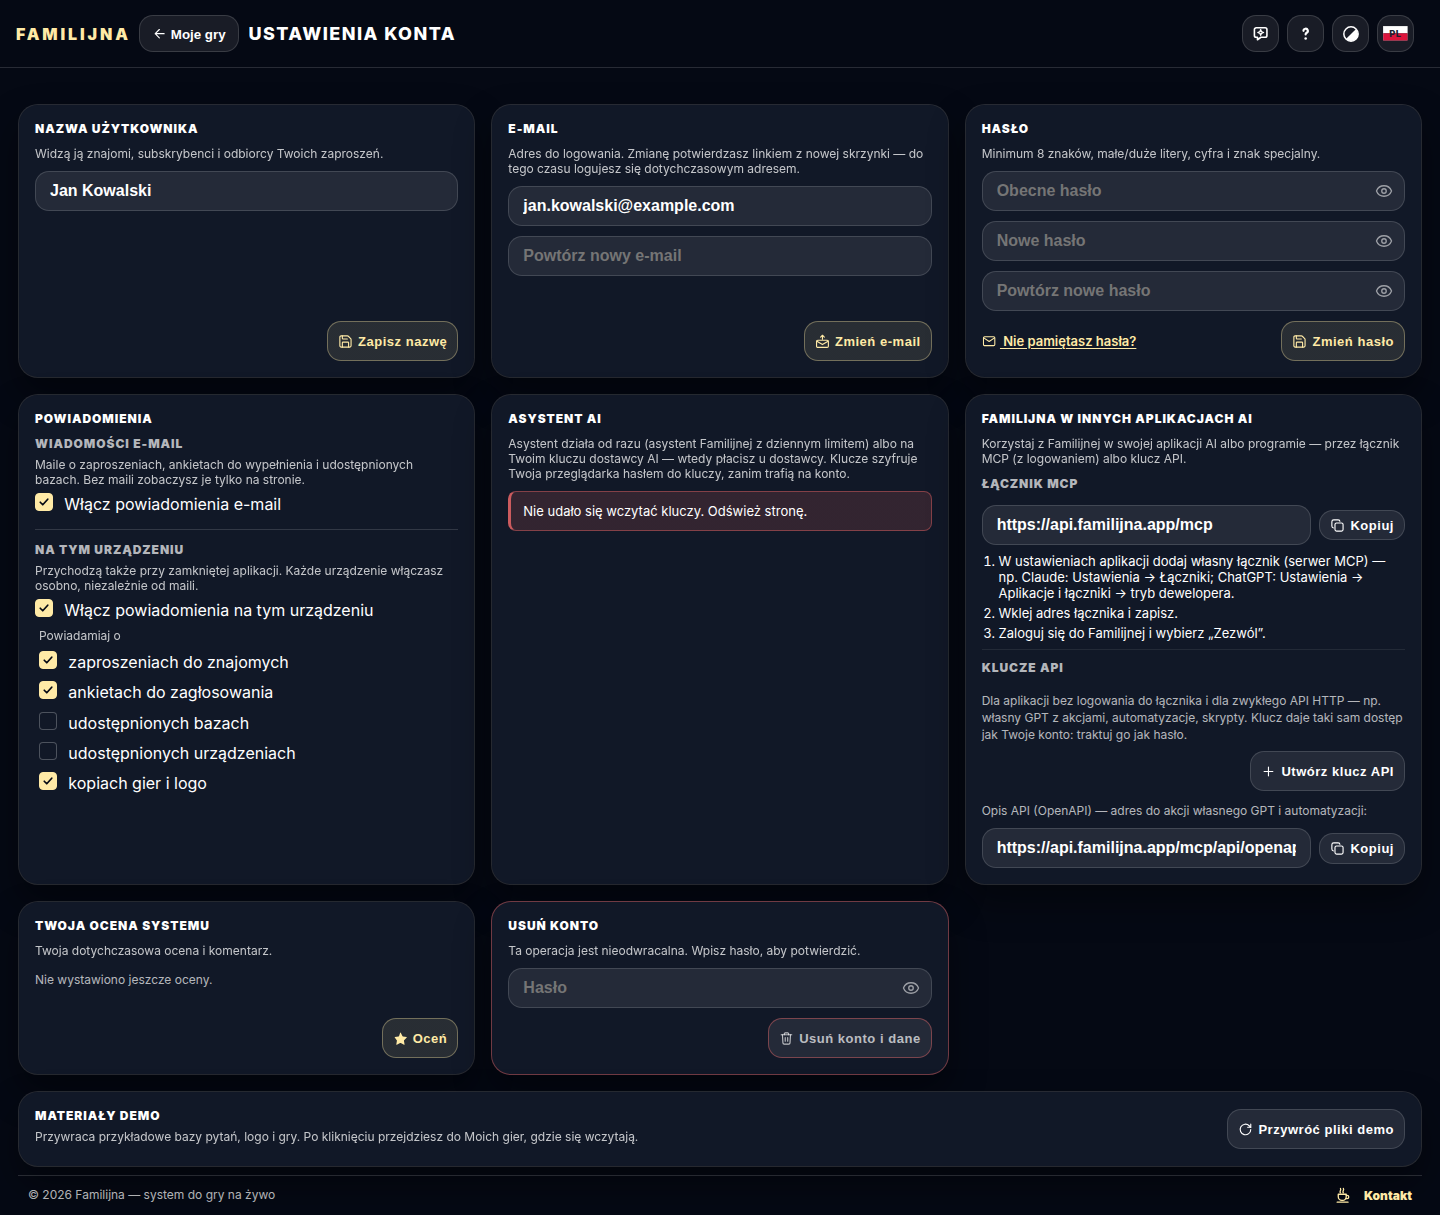 FAMILIJNA
Moje gry
USTAWIENIA KONTA
PL
NAZWA UŻYTKOWNIKA
Widzą ją znajomi, subskrybenci i odbiorcy Twoich zaproszeń.
Jan Kowalski
Zapisz nazwę
E-MAIL
Adres do logowania. Zmianę potwierdzasz linkiem z nowej skrzynki — do
tego czasu logujesz się dotychczasowym adresem.
jan.kowalski@example.com
Powtórz nowy e-mail
Zmień e-mail
HASŁO
Minimum 8 znaków, małe/duże litery, cyfra i znak specjalny.
Obecne hasło
Nowe hasło
Powtórz nowe hasło
Nie pamiętasz hasła?
Zmień hasło
POWIADOMIENIA
WIADOMOŚCI E-MAIL
Maile o zaproszeniach, ankietach do wypełnienia i udostępnionych
bazach. Bez maili zobaczysz je tylko na stronie.
Włącz powiadomienia e-mail
NA TYM URZĄDZENIU
Przychodzą także przy zamkniętej aplikacji. Każde urządzenie włączasz
osobno, niezależnie od maili.
Włącz powiadomienia na tym urządzeniu
Powiadamiaj o
zaproszeniach do znajomych
ankietach do zagłosowania
udostępnionych bazach
udostępnionych urządzeniach
kopiach gier i logo
ASYSTENT AI
Asystent działa od razu (asystent Familijnej z dziennym limitem) albo na
Twoim kluczu dostawcy AI — wtedy płacisz u dostawcy. Klucze szyfruje
Twoja przeglądarka hasłem do kluczy, zanim trafią na konto.
Nie udało się wczytać kluczy. Odśwież stronę.
FAMILIJNA W INNYCH APLIKACJACH AI
Korzystaj z Familijnej w swojej aplikacji AI albo programie — przez łącznik
MCP (z logowaniem) albo klucz API.
ŁĄCZNIK MCP
https://api.familijna.app/mcp
Kopiuj
1. W ustawieniach aplikacji dodaj własny łącznik (serwer MCP) —
np. Claude: Ustawienia → Łączniki; ChatGPT: Ustawienia →
Aplikacje i łączniki → tryb dewelopera.
2. Wklej adres łącznika i zapisz.
3. Zaloguj się do Familijnej i wybierz „Zezwól”.
KLUCZE API
Dla aplikacji bez logowania do łącznika i dla zwykłego API HTTP — np.
własny GPT z akcjami, automatyzacje, skrypty. Klucz daje taki sam dostęp
jak Twoje konto: traktuj go jak hasło.
Utwórz klucz API
Opis API (OpenAPI) — adres do akcji własnego GPT i automatyzacji:
https://api.familijna.app/mcp/api/openap
Kopiuj
TWOJA OCENA SYSTEMU
Twoja dotychczasowa ocena i komentarz.
Nie wystawiono jeszcze oceny.
Oceń
USUŃ KONTO
Ta operacja jest nieodwracalna. Wpisz hasło, aby potwierdzić.
Hasło
Usuń konto i dane
MATERIAŁY DEMO
Przywraca przykładowe bazy pytań, logo i gry. Po kliknięciu przejdziesz do Moich gier, gdzie się wczytają.
Przywróć pliki demo
© 2026 Familijna — system do gry na żywo
Kontakt